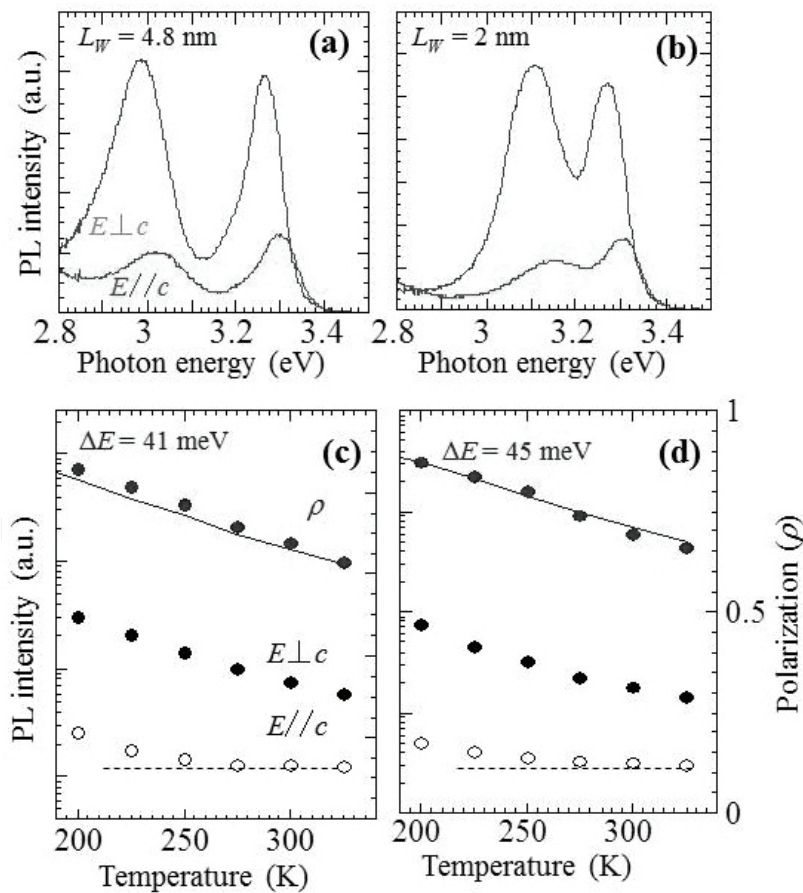 L_W = 4.8 nm
(a)
L_W = 2 nm
(b)
PL intensity (a.u.)
E⊥c
E//c
2.8 3 3.2 3.4
2.8 3 3.2 3.4
Photon energy (eV)
Photon energy (eV)
ΔE = 41 meV
(c)
ΔE = 45 meV
(d)
1
ρ
PL intensity (a.u.)
E⊥c
E//c
0.5
Polarization (ρ)
0
200 250 300
200 250 300
Temperature (K)
Temperature (K)